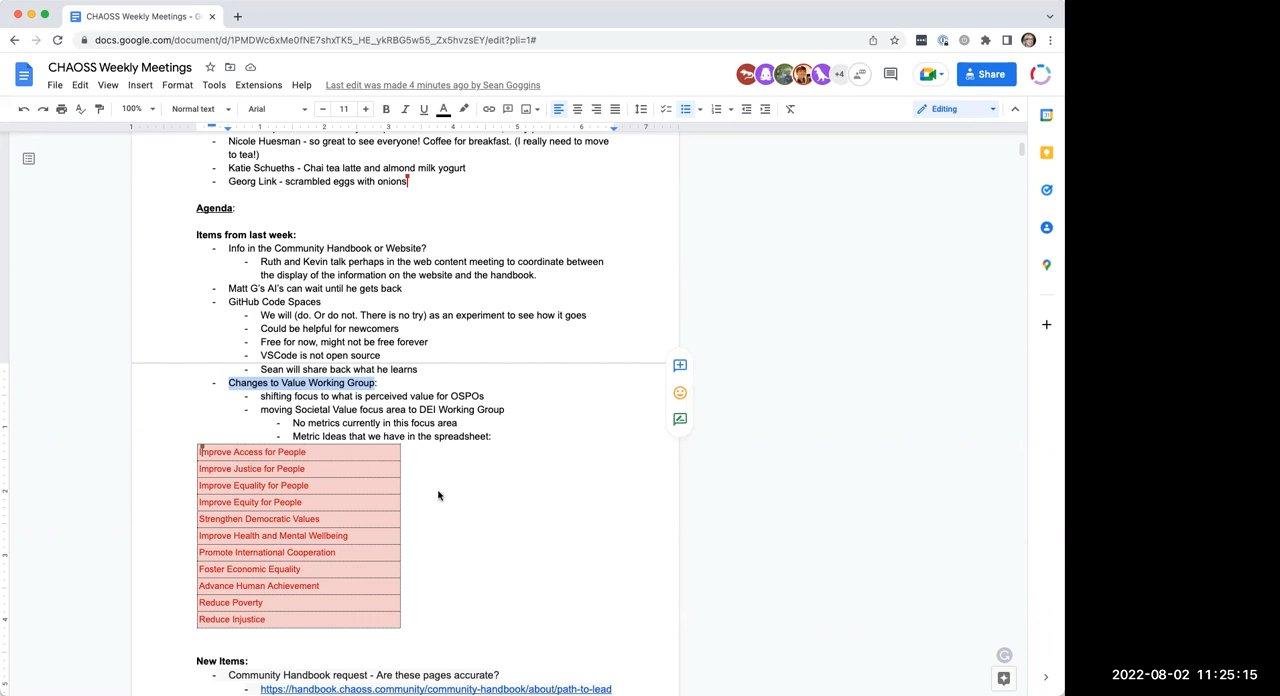 CHAOSS Weekly Meetings - G
docs.google.com/document/d/1PMDWc6xMe0fNE7shxTK5_HE_ykRBG5w55_Zx5hvzsEY/edit?pli=1#
CHAOSS Weekly Meetings
File Edit View Insert Format Tools Extensions Help Last edit was made 4 minutes ago by Sean Goggins
+4
Share
100% Normal text Arial 11 Editing
1 1 2 3 4 5 6 7
- Nicole Huesman - so great to see everyone! Coffee for breakfast. (I really need to move
to tea!)
- Katie Schueths - Chai tea latte and almond milk yogurt
- Georg Link - scrambled eggs with onions
Agenda:
Items from last week:
- Info in the Community Handbook or Website?
- Ruth and Kevin talk perhaps in the web content meeting to coordinate between
the display of the information on the website and the handbook.
- Matt G's AI's can wait until he gets back
- GitHub Code Spaces
- We will (do. Or do not. There is no try) as an experiment to see how it goes
- Could be helpful for newcomers
- Free for now, might not be free forever
- VSCode is not open source
- Sean will share back what he learns
- Changes to Value Working Group:
- shifting focus to what is perceived value for OSPOs
- moving Societal Value focus area to DEI Working Group
- No metrics currently in this focus area
- Metric Ideas that we have in the spreadsheet:
Improve Access for People
Improve Justice for People
Improve Equality for People
Improve Equity for People
Strengthen Democratic Values
Improve Health and Mental Wellbeing
Promote International Cooperation
Foster Economic Equality
Advance Human Achievement
Reduce Poverty
Reduce Injustice
New Items:
- Community Handbook request - Are these pages accurate?
- https://handbook.chaoss.community/community-handbook/about/path-to-lead
2022-08-02 11:25:15